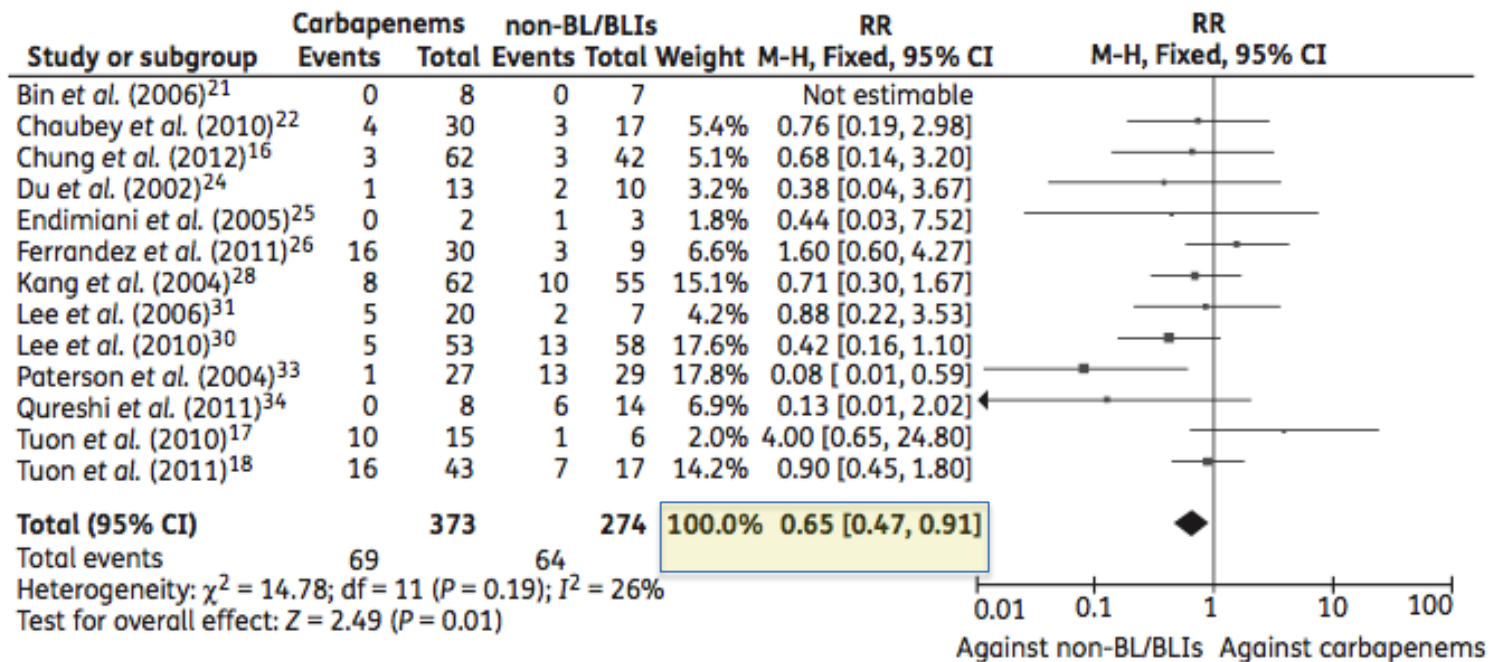 Carbapenems non-BL/BLIs RR RR
Study or subgroup Events Total Events Total Weight M-H, Fixed, 95% CI M-H, Fixed, 95% CI
Bin et al. (2006)21 0 8 0 7 Not estimable
Chaubey et al. (2010)22 4 30 3 17 5.4% 0.76 [0.19, 2.98]
Chung et al. (2012)16 3 62 3 42 5.1% 0.68 [0.14, 3.20]
Du et al. (2002)24 1 13 2 10 3.2% 0.38 [0.04, 3.67]
Endimiani et al. (2005)25 0 2 1 3 1.8% 0.44 [0.03, 7.52]
Ferrandez et al. (2011)26 16 30 3 9 6.6% 1.60 [0.60, 4.27]
Kang et al. (2004)28 8 62 10 55 15.1% 0.71 [0.30, 1.67]
Lee et al. (2006)31 5 20 2 7 4.2% 0.88 [0.22, 3.53]
Lee et al. (2010)30 5 53 13 58 17.6% 0.42 [0.16, 1.10]
Paterson et al. (2004)33 1 27 13 29 17.8% 0.08 [ 0.01, 0.59]
Qureshi et al. (2011)34 0 8 6 14 6.9% 0.13 [0.01, 2.02]
Tuon et al. (2010)17 10 15 1 6 2.0% 4.00 [0.65, 24.80]
Tuon et al. (2011)18 16 43 7 17 14.2% 0.90 [0.45, 1.80]
Total (95% CI) 373 274 100.0% 0.65 [0.47, 0.91]
Total events 69 64
Heterogeneity: χ2 = 14.78; df = 11 (P = 0.19); I2 = 26%
Test for overall effect: Z = 2.49 (P = 0.01)
0.01 0.1 1 10 100
Against non-BL/BLIs Against carbapenems